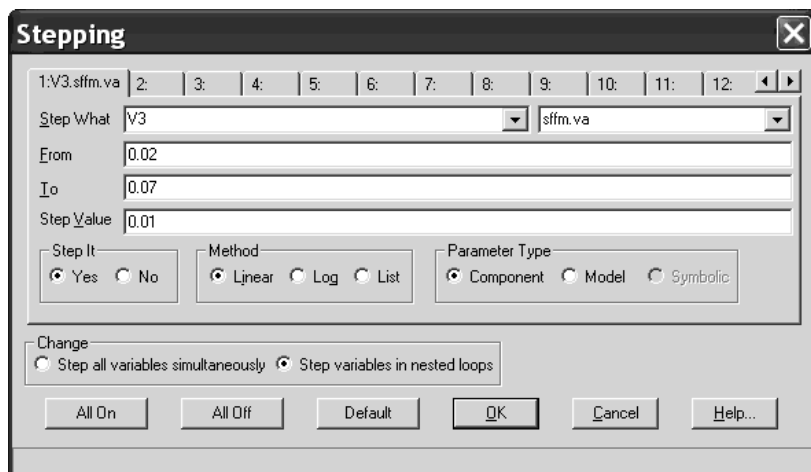 Stepping
1:V3.sffm.va 2: 3: 4: 5: 6: 7: 8: 9: 10: 11: 12:
Step What V3 sffm.va
From 0.02
To 0.07
Step Value 0.01
Step It Method Parameter Type
Yes No Linear Log List Component Model Symbolic
Change
Step all variables simultaneously Step variables in nested loops
All On All Off Default OK Cancel Help...